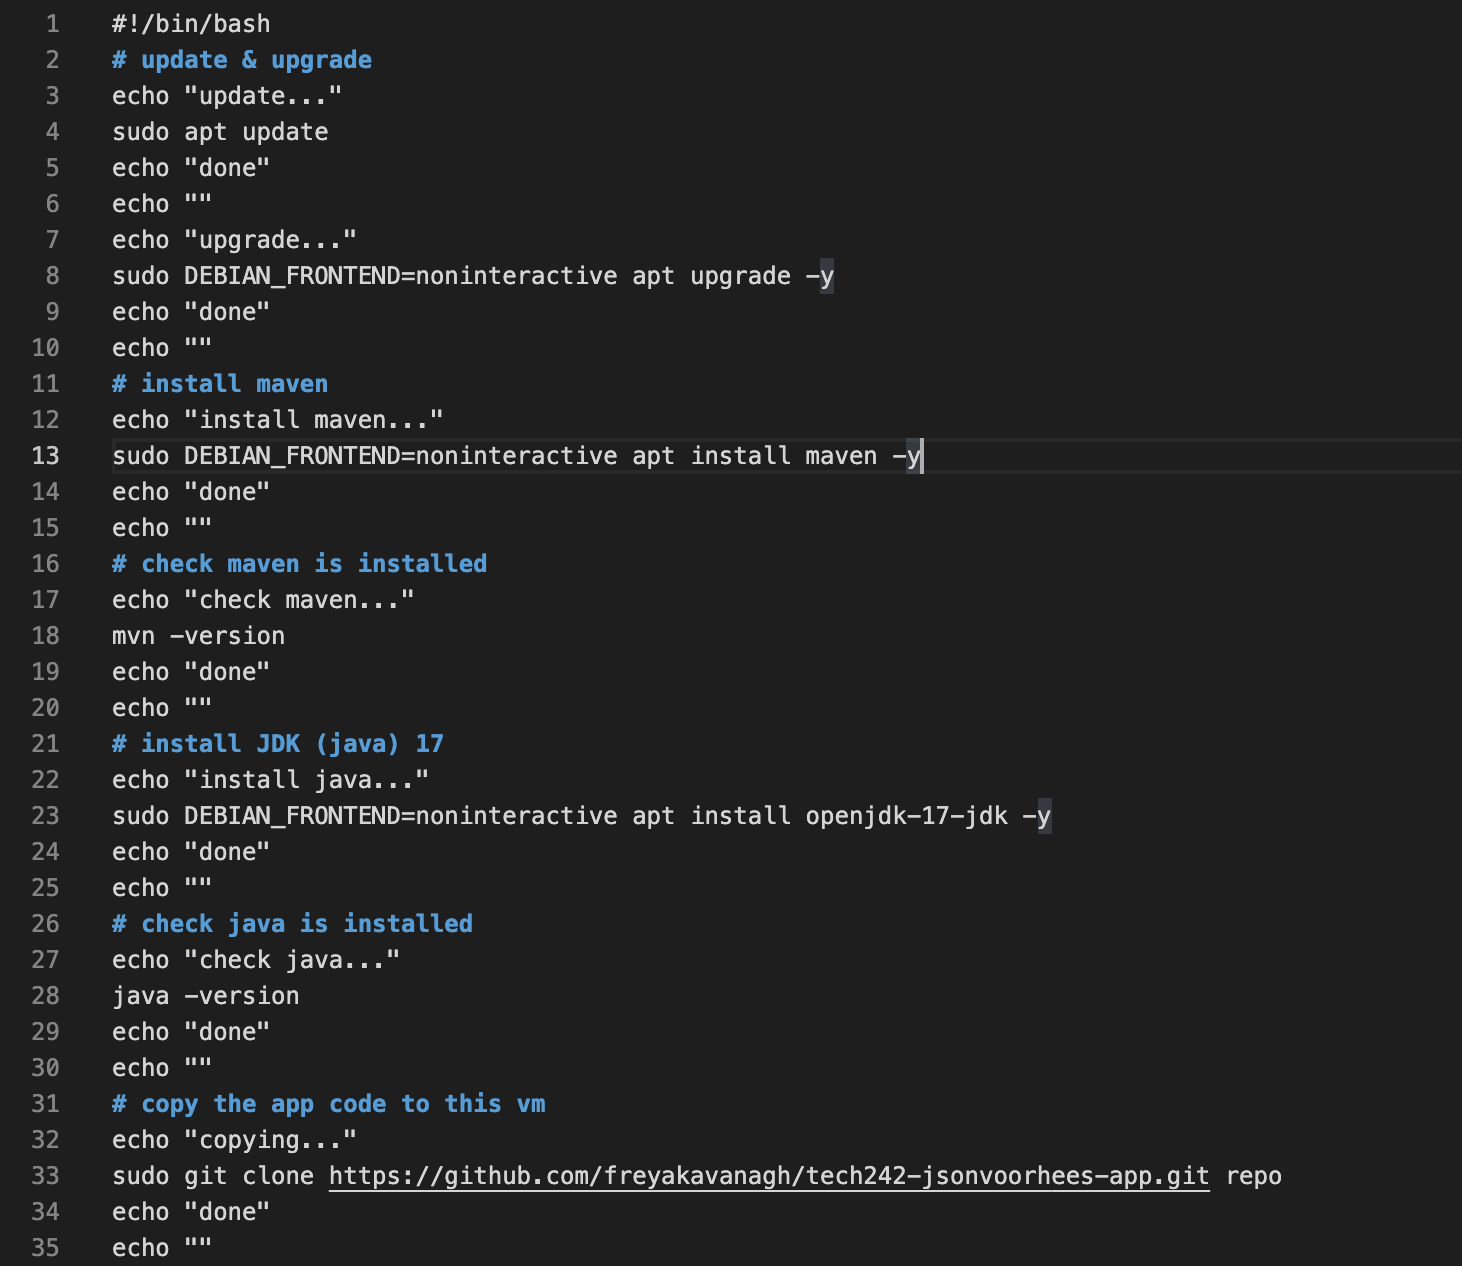 1 #!/bin/bash
2 # update & upgrade
3 echo "update..."
4 sudo apt update
5 echo "done"
6 echo ""
7 echo "upgrade..."
8 sudo DEBIAN_FRONTEND=noninteractive apt upgrade -y
9 echo "done"
10 echo ""
11 # install maven
12 echo "install maven..."
13 sudo DEBIAN_FRONTEND=noninteractive apt install maven -y
14 echo "done"
15 echo ""
16 # check maven is installed
17 echo "check maven..."
18 mvn -version
19 echo "done"
20 echo ""
21 # install JDK (java) 17
22 echo "install java..."
23 sudo DEBIAN_FRONTEND=noninteractive apt install openjdk-17-jdk -y
24 echo "done"
25 echo ""
26 # check java is installed
27 echo "check java..."
28 java -version
29 echo "done"
30 echo ""
31 # copy the app code to this vm
32 echo "copying..."
33 sudo git clone https://github.com/freyakavanagh/tech242-jsonvoorhees-app.git repo
34 echo "done"
35 echo ""